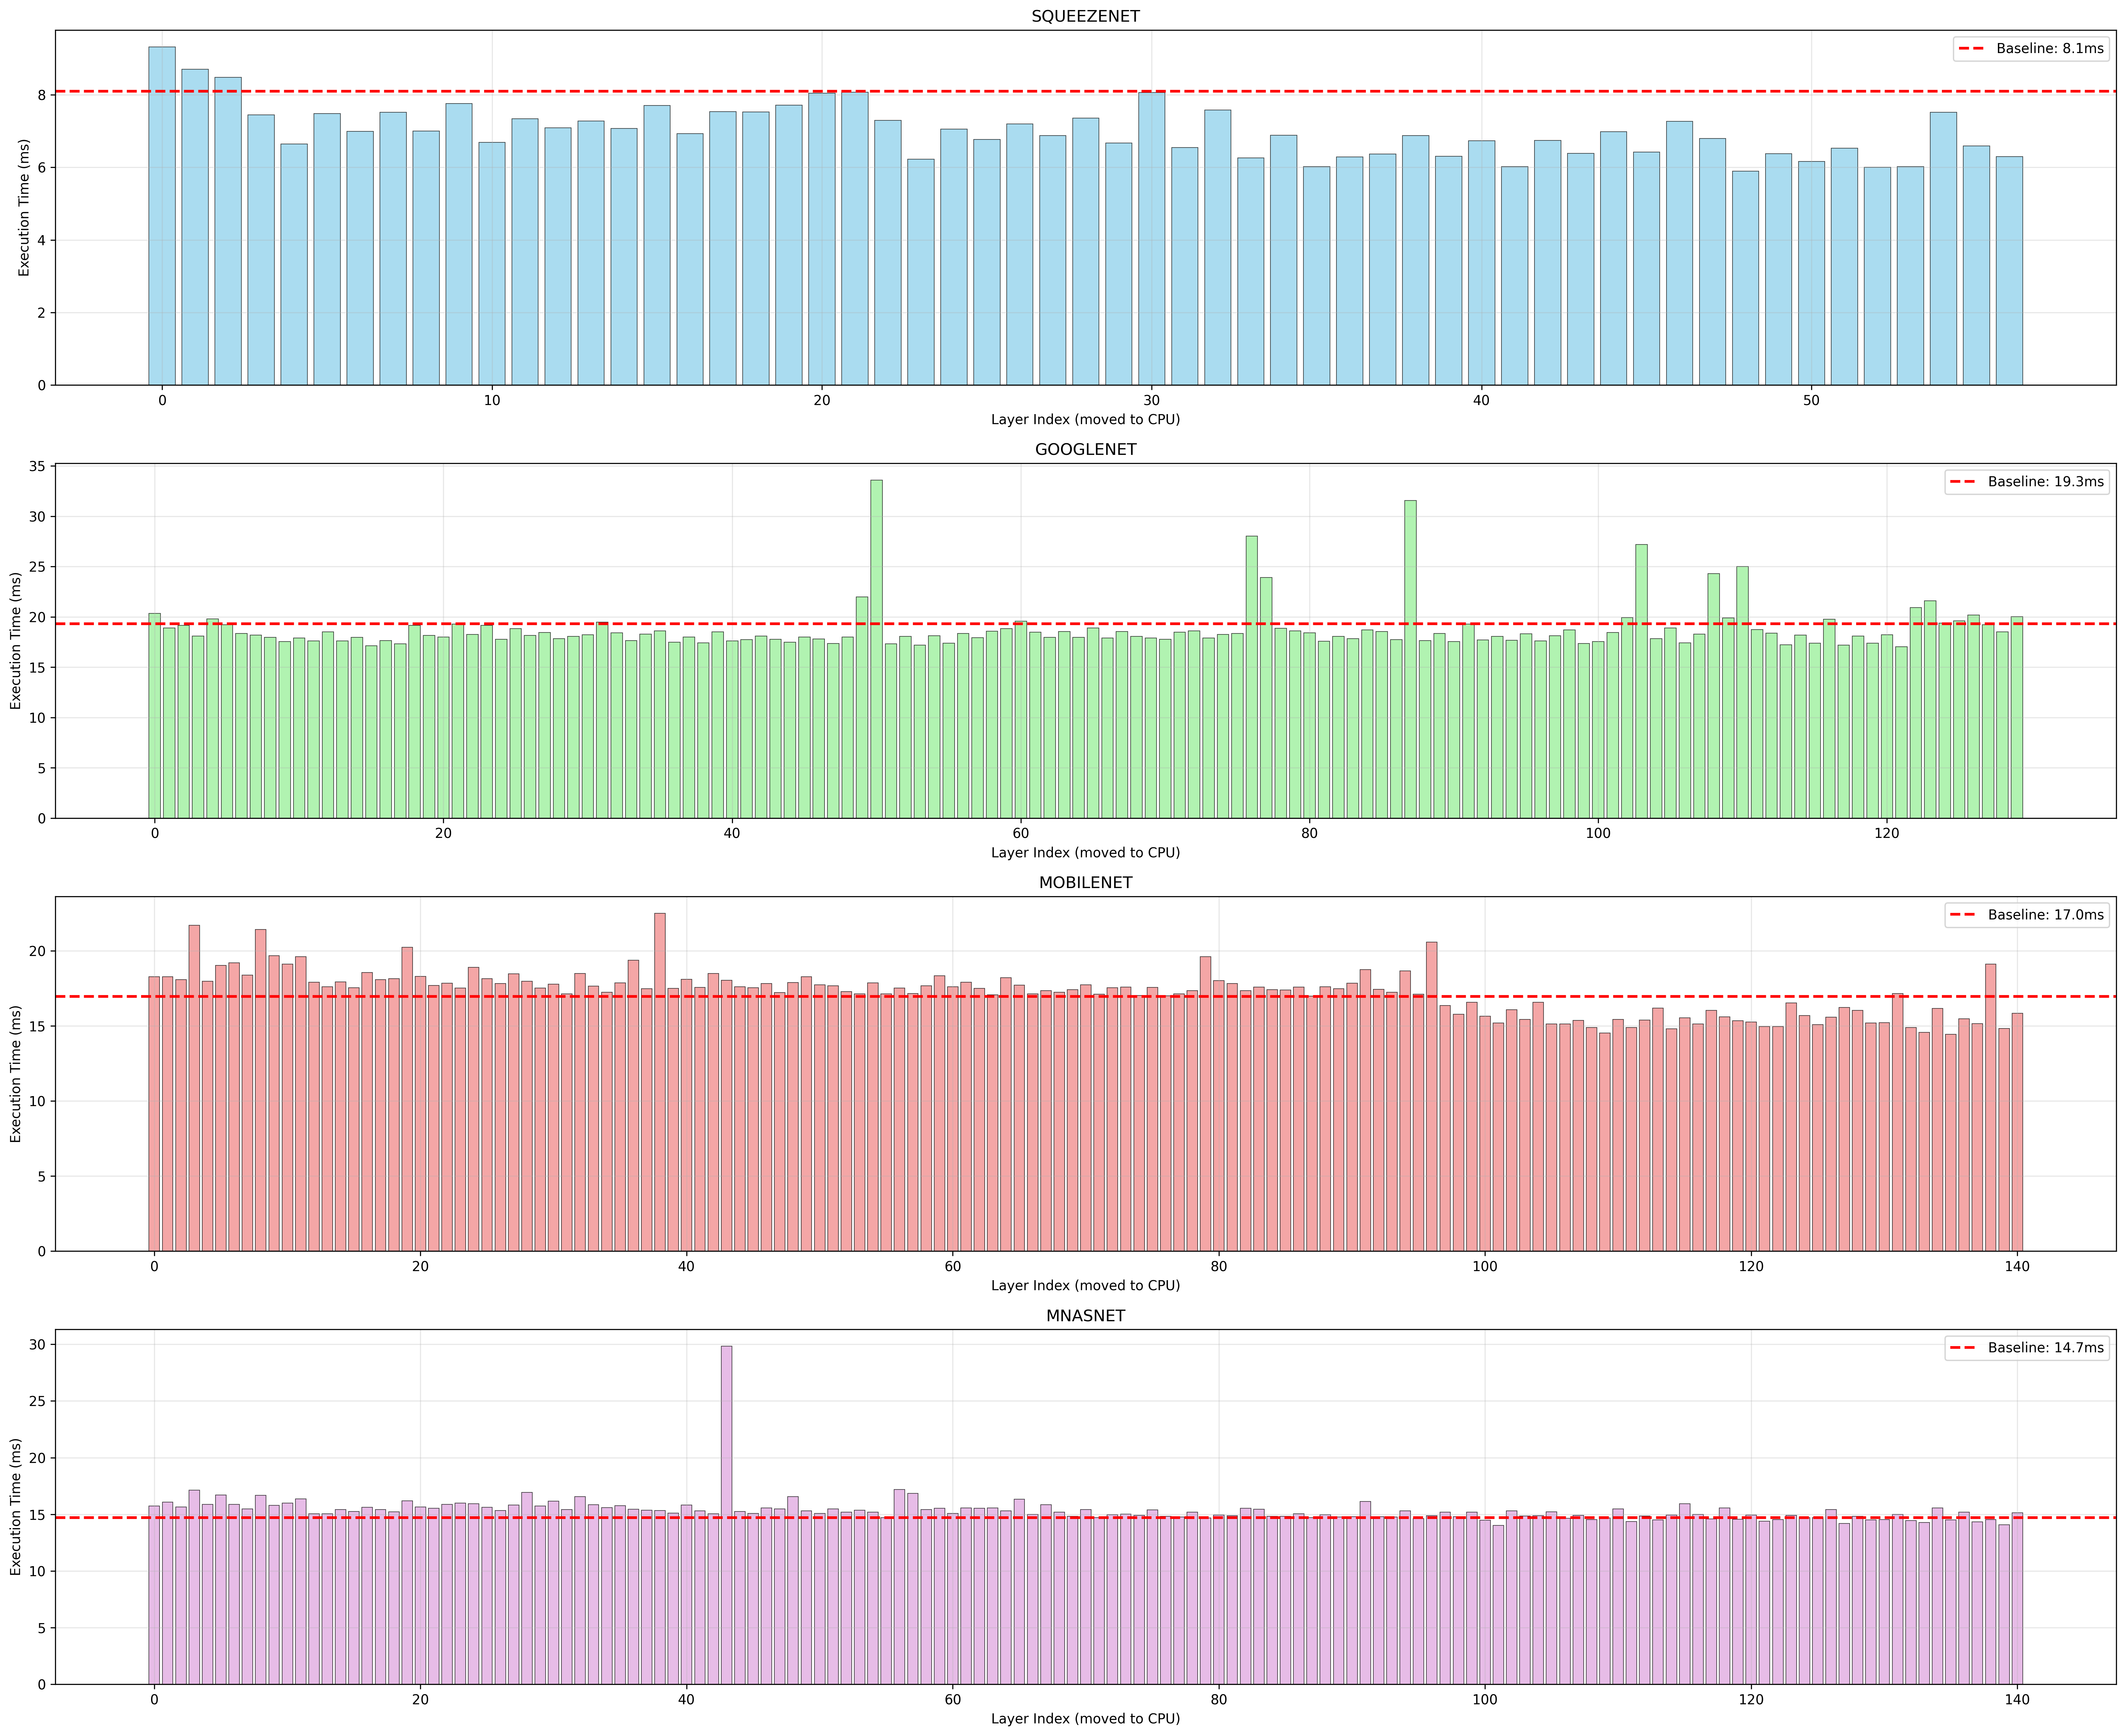 SQUEEZENET
Baseline: 8.1ms
Execution Time (ms)
8
6
4
2
0
0 10 20 30 40 50
Layer Index (moved to CPU)
GOOGLENET
Baseline: 19.3ms
Execution Time (ms)
35
30
25
20
15
10
5
0
0 20 40 60 80 100 120
Layer Index (moved to CPU)
MOBILENET
Baseline: 17.0ms
Execution Time (ms)
20
15
10
5
0
0 20 40 60 80 100 120 140
Layer Index (moved to CPU)
MNASNET
Baseline: 14.7ms
Execution Time (ms)
30
25
20
15
10
5
0
0 20 40 60 80 100 120 140
Layer Index (moved to CPU)